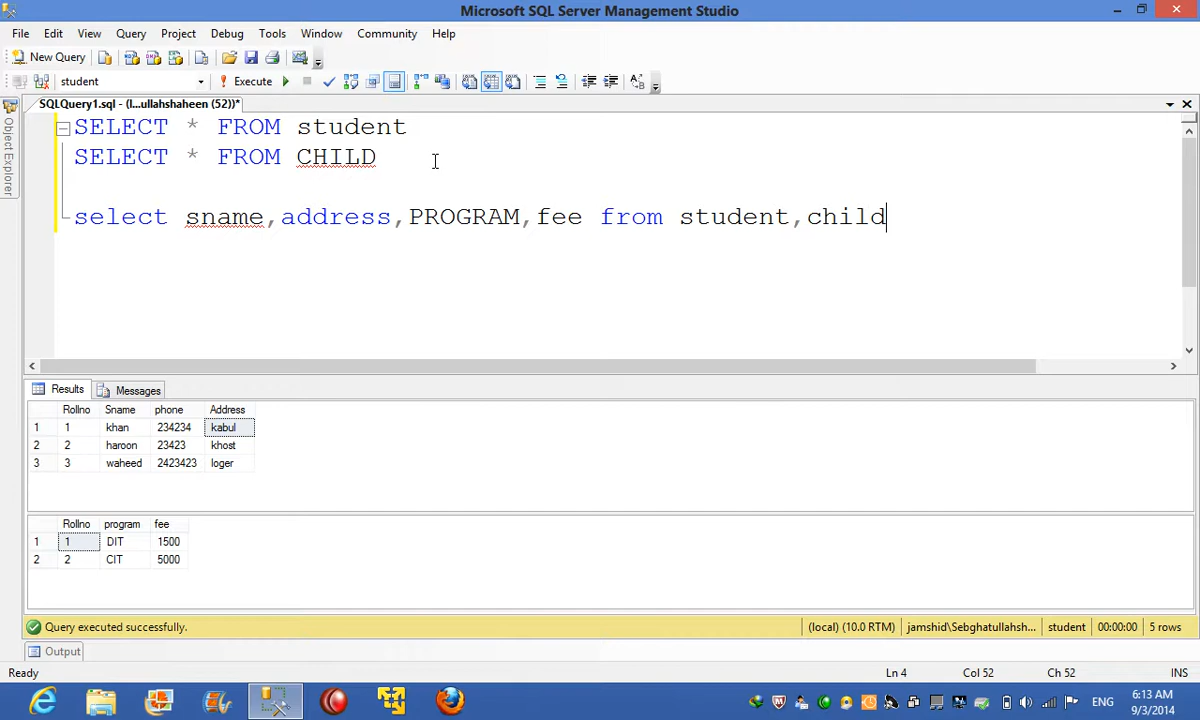 Microsoft SQL Server Management Studio
File Edit View Query Project Debug Tools Window Community Help
New Query
student Execute
SQLQuery1.sql - (l...ullahshaheen (52))*
Object Explorer
SELECT * FROM student
SELECT * FROM CHILD
select sname,address,PROGRAM,fee from student,child
Results Messages
Rollno Sname phone Address
1 1 khan 234234 kabul
2 2 haroon 23423 khost
3 3 waheed 2423423 loger
Rollno program fee
1 1 DIT 1500
2 2 CIT 5000
Query executed successfully. (local) (10.0 RTM) jamshid\Sebghatullahsh... student 00:00:00 5 rows
Output
Ready Ln 4 Col 52 Ch 52 INS
ENG 6:13 AM
9/3/2014